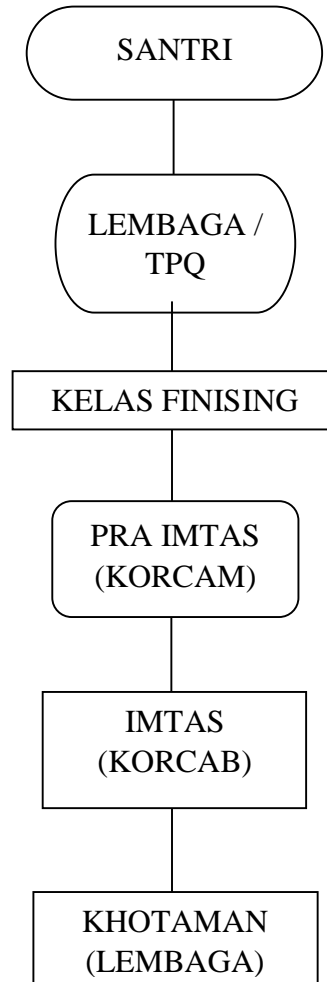 SANTRI
LEMBAGA /
TPQ
KELAS FINISING
PRA IMTAS
(KORCAM)
IMTAS
(KORCAB)
KHOTAMAN
(LEMBAGA)